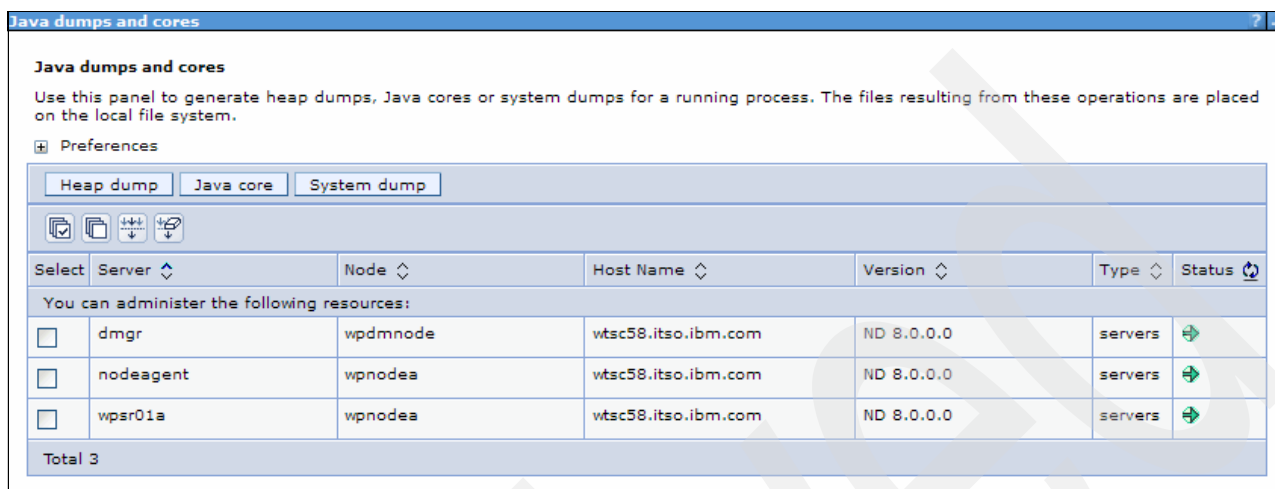 Java dumps and cores ?
Java dumps and cores
Use this panel to generate heap dumps, Java cores or system dumps for a running process. The files resulting from these operations are placed
on the local file system.
Preferences
Heap dump Java core System dump
Select Server Node Host Name Version Type Status
You can administer the following resources:
dmgr wpdmnode wtsc58.itso.ibm.com ND 8.0.0.0 servers
nodeagent wpnodea wtsc58.itso.ibm.com ND 8.0.0.0 servers
wpsr01a wpnodea wtsc58.itso.ibm.com ND 8.0.0.0 servers
Total 3